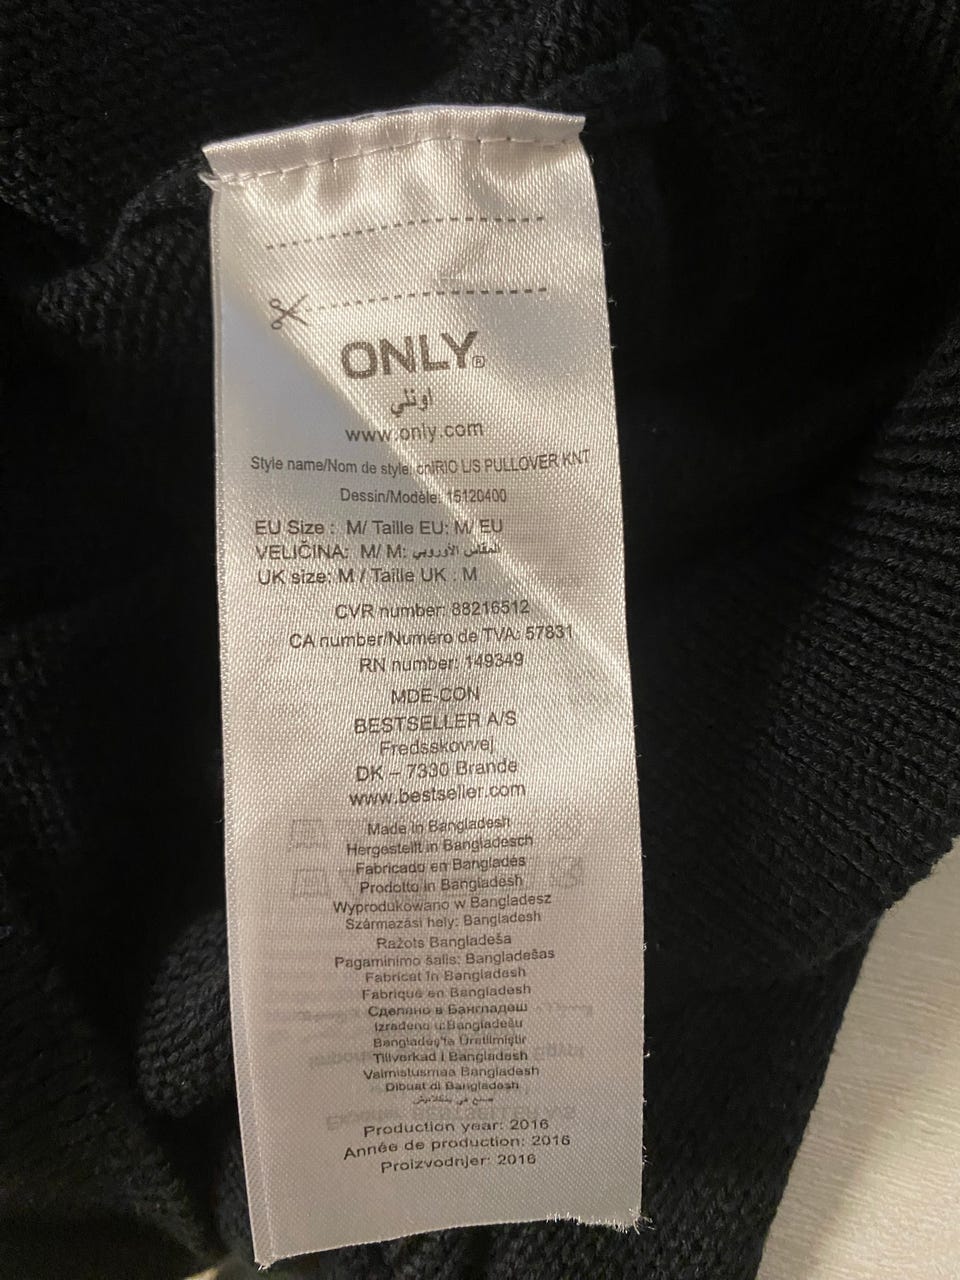 ONLY®
اونلي
www.only.com
Style name/Nom de style: onlRIO L/S PULLOVER KNT
Dessin/Modèle: 15120400
EU Size : M/ Taille EU: M/ EU
VELIČINA: M/ M: المقاس الأوروبي
UK size: M / Taille UK : M
CVR number: 88216512
CA number/Numéro de TVA: 57831
RN number: 149349
MDE-CON
BESTSELLER A/S
Fredsskovvej
DK – 7330 Brande
www.bestseller.com
Made in Bangladesh
Hergestellt in Bangladesch
Fabricado en Bangladés
Prodotto in Bangladesh
Wyprodukowano w Bangladesz
Származási hely: Bangladesh
Ražots Bangladeša
Pagaminimo šalis: Bangladešas
Fabricat în Bangladesh
Fabriqué en Bangladesh
Сделано в Бангладеш
Izrađeno u:Bangladešu
Bangladeş'te Üretilmiştir
Tillverkad i Bangladesh
Valmistusmaa Bangladesh
Dibuat di Bangladesh
صنع في بنغلاديش
Production year: 2016
Année de production: 2016
Proizvodnjer: 2016